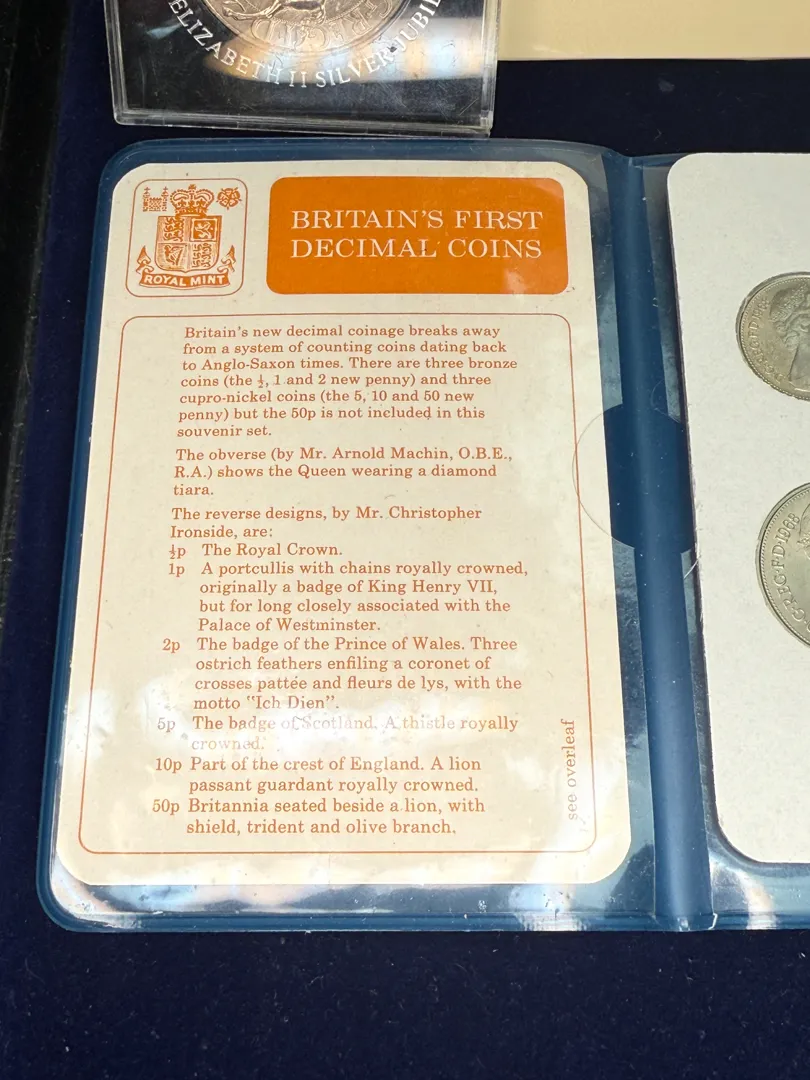 ELIZABETH II SILVER JUBIL
ROYAL MINT
BRITAIN'S FIRST
DECIMAL COINS
Britain's new decimal coinage breaks away
from a system of counting coins dating back
to Anglo-Saxon times. There are three bronze
coins (the ½, 1 and 2 new penny) and three
cupro-nickel coins (the 5, 10 and 50 new
penny) but the 50p is not included in this
souvenir set.
The obverse (by Mr. Arnold Machin, O.B.E.,
R.A.) shows the Queen wearing a diamond
tiara.
The reverse designs, by Mr. Christopher
Ironside, are:
½p The Royal Crown.
1p A portcullis with chains royally crowned,
originally a badge of King Henry VII,
but for long closely associated with the
Palace of Westminster.
2p The badge of the Prince of Wales. Three
ostrich feathers enfiling a coronet of
crosses pattée and fleurs de lys, with the
motto "Ich Dien".
5p The badge of Scotland. A thistle royally
crowned.
10p Part of the crest of England. A lion
passant guardant royally crowned.
50p Britannia seated beside a lion, with
shield, trident and olive branch.
see overleaf
G·REG·F·D·1968